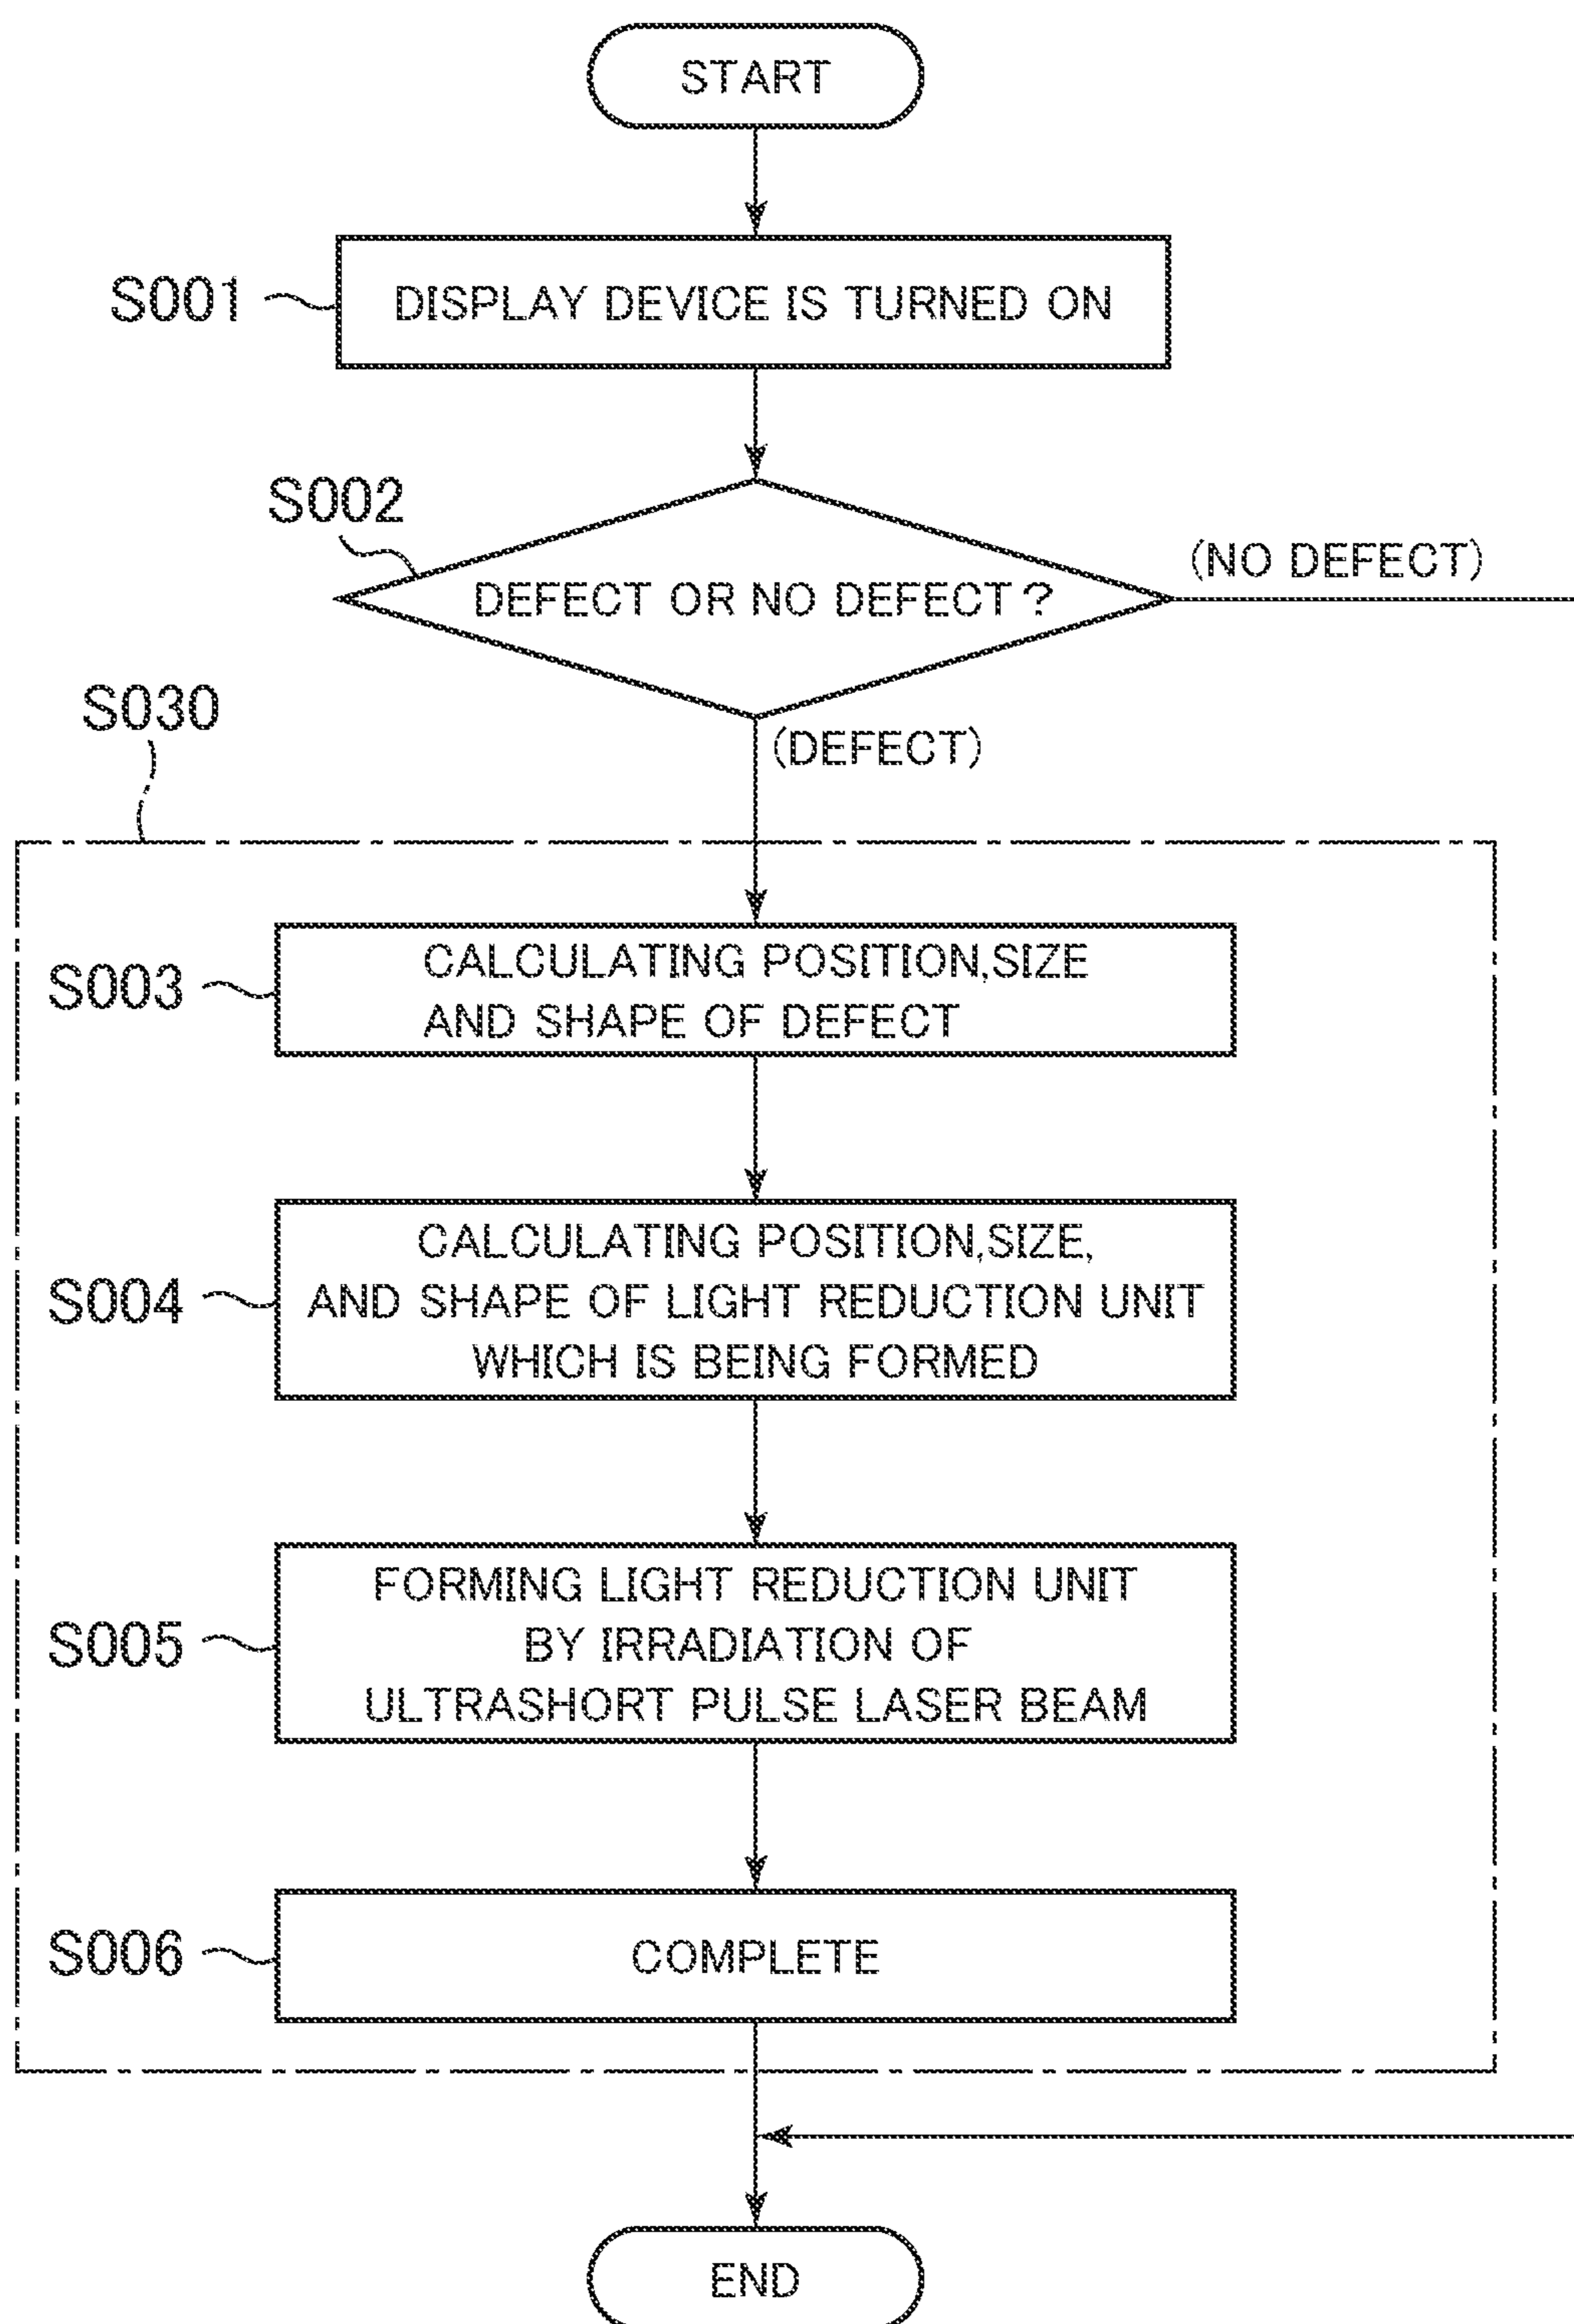 START
S001
DISPLAY DEVICE IS TURNED ON
S002
DEFECT OR NO DEFECT?
(NO DEFECT)
(DEFECT)
S030
S003
CALCULATING POSITION,SIZE
AND SHAPE OF DEFECT
S004
CALCULATING POSITION,SIZE,
AND SHAPE OF LIGHT REDUCTION UNIT
WHICH IS BEING FORMED
S005
FORMING LIGHT REDUCTION UNIT
BY IRRADIATION OF
ULTRASHORT PULSE LASER BEAM
S006
COMPLETE
END